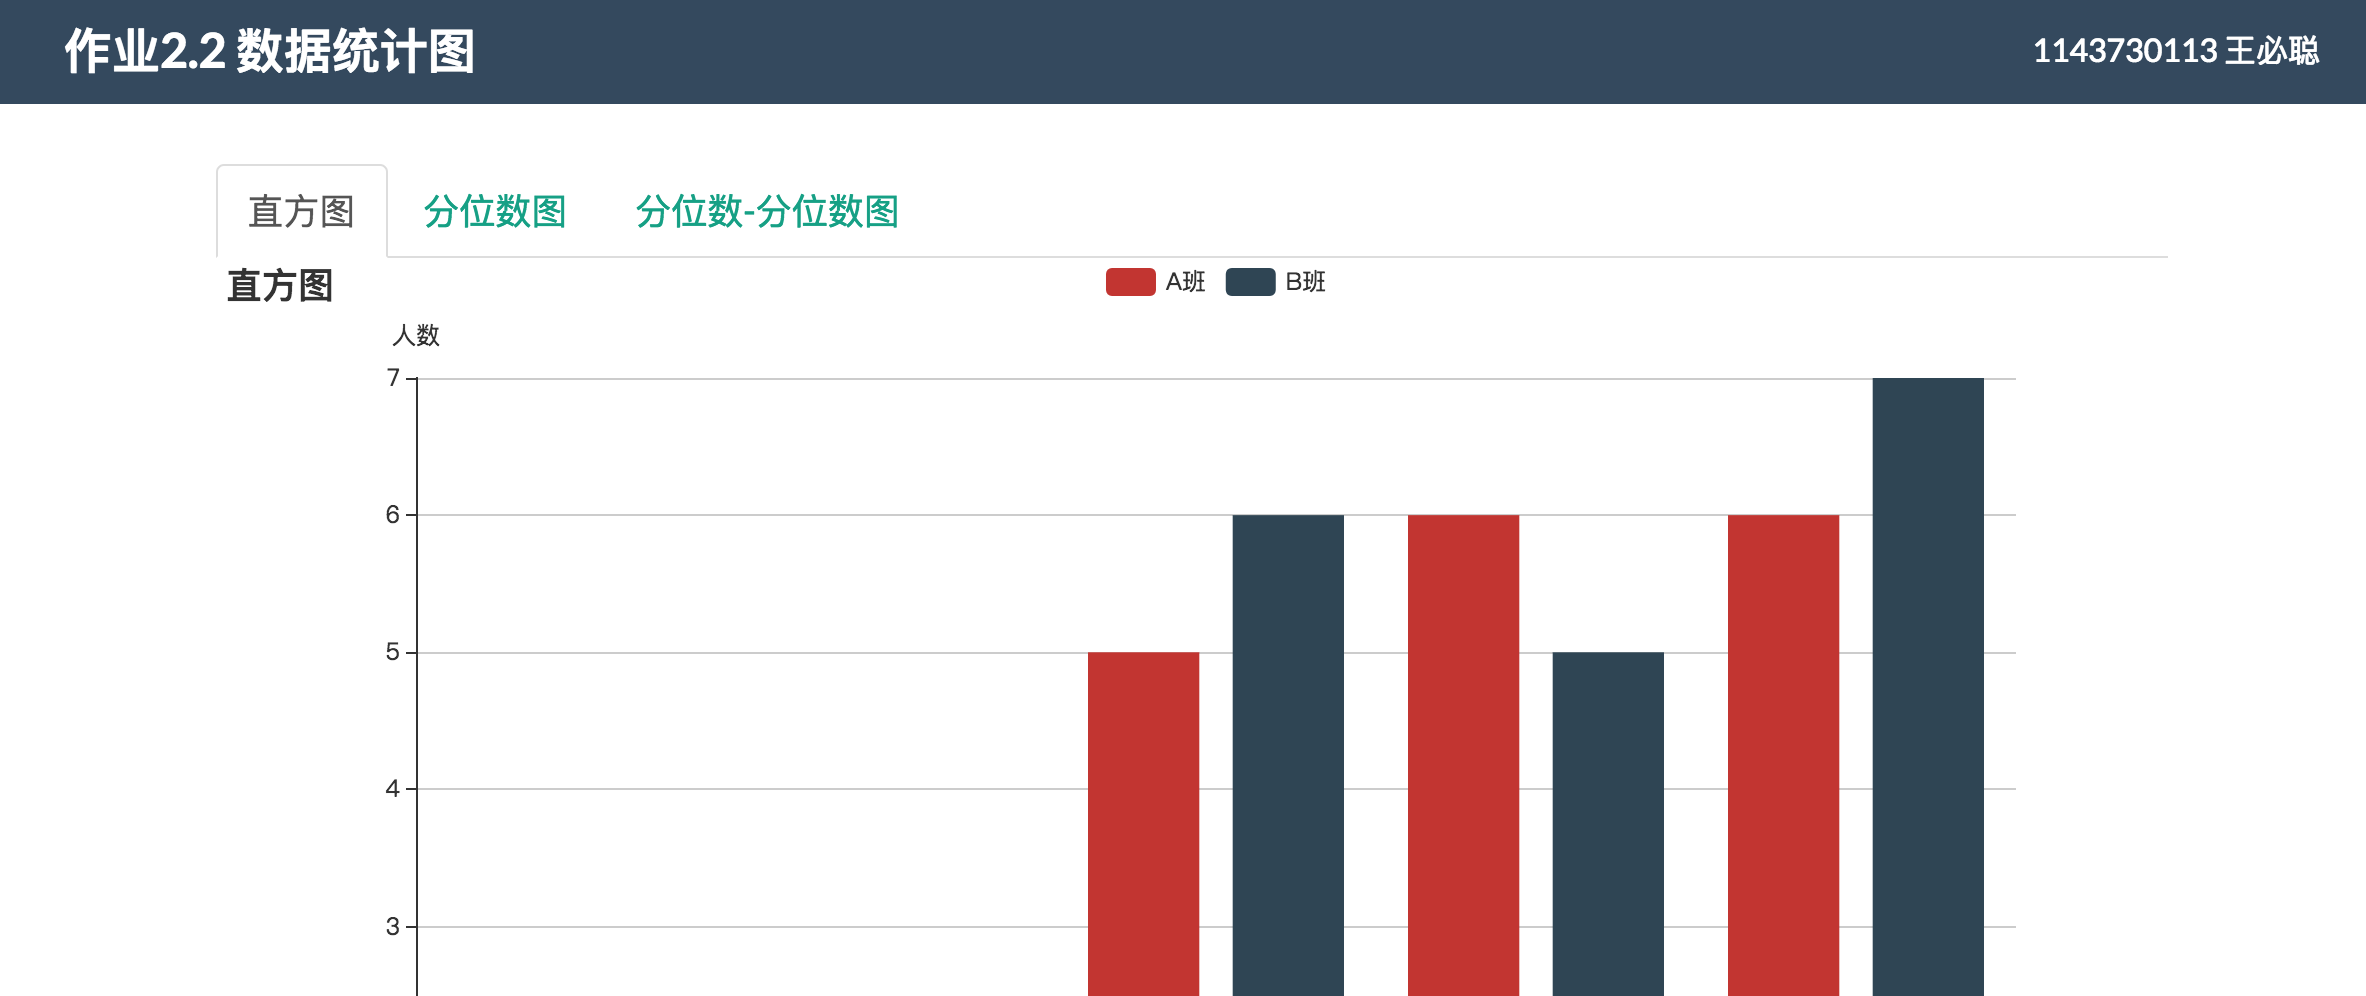 作业2.2 数据统计图
1143730113 王必聪
直方图
分位数图
分位数-分位数图
直方图
A班
B班
人数
7
6
5
4
3